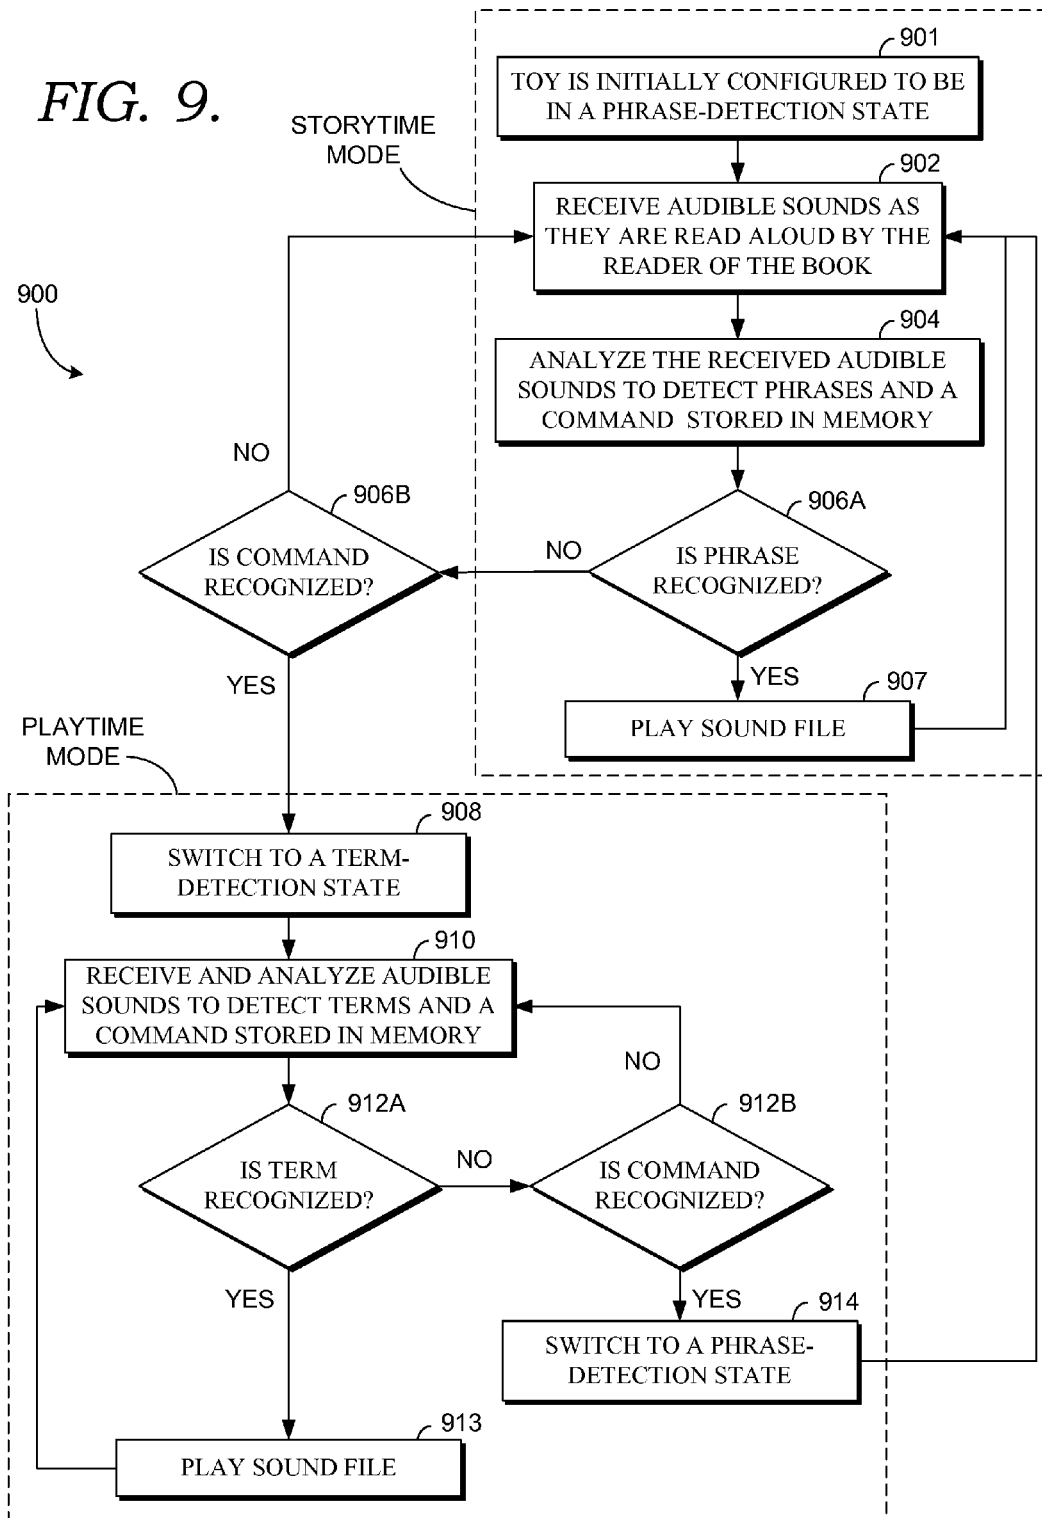 FIG. 9.
901
TOY IS INITIALLY CONFIGURED TO BE
IN A PHRASE-DETECTION STATE
STORYTIME
MODE
902
RECEIVE AUDIBLE SOUNDS AS
THEY ARE READ ALOUD BY THE
READER OF THE BOOK
900
904
ANALYZE THE RECEIVED AUDIBLE
SOUNDS TO DETECT PHRASES AND A
COMMAND STORED IN MEMORY
NO
906B
IS COMMAND
RECOGNIZED?
NO
906A
IS PHRASE
RECOGNIZED?
YES
YES
907
PLAY SOUND FILE
PLAYTIME
MODE
908
SWITCH TO A TERM-
DETECTION STATE
910
RECEIVE AND ANALYZE AUDIBLE
SOUNDS TO DETECT TERMS AND A
COMMAND STORED IN MEMORY
NO
912A
IS TERM
RECOGNIZED?
NO
912B
IS COMMAND
RECOGNIZED?
YES
YES
914
SWITCH TO A PHRASE-
DETECTION STATE
913
PLAY SOUND FILE